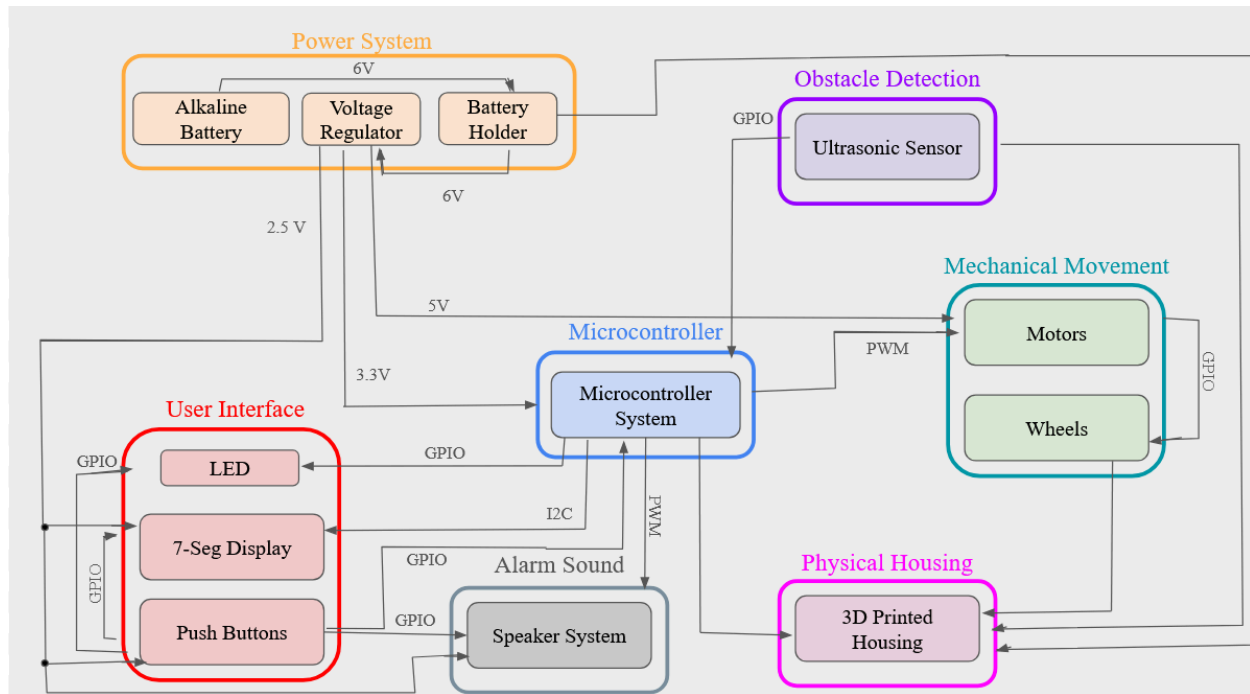 Power System
6V
Alkaline
Battery
Voltage
Regulator
Battery
Holder
6V
2.5 V
5V
3.3V
Obstacle Detection
GPIO
Ultrasonic Sensor
Mechanical Movement
Motors
Wheels
GPIO
PWM
Microcontroller
Microcontroller
System
User Interface
GPIO
LED
7-Seg Display
GPIO
Push Buttons
GPIO
I2C
GPIO
GPIO
PWM
Alarm Sound
Speaker System
Physical Housing
3D Printed
Housing